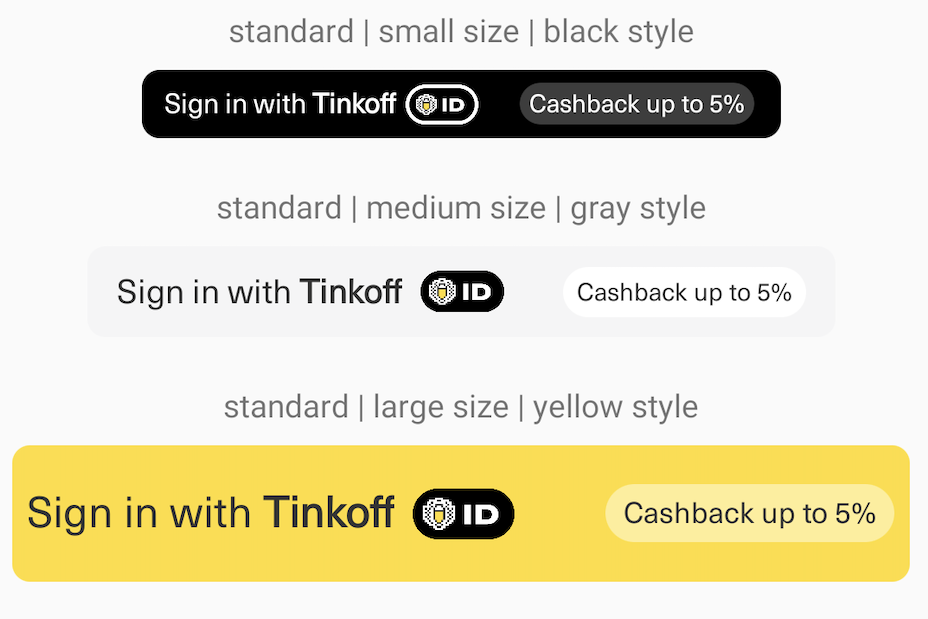 standard | small size | black style
Sign in with Tinkoff ID Cashback up to 5%
standard | medium size | gray style
Sign in with Tinkoff ID Cashback up to 5%
standard | large size | yellow style
Sign in with Tinkoff ID Cashback up to 5%